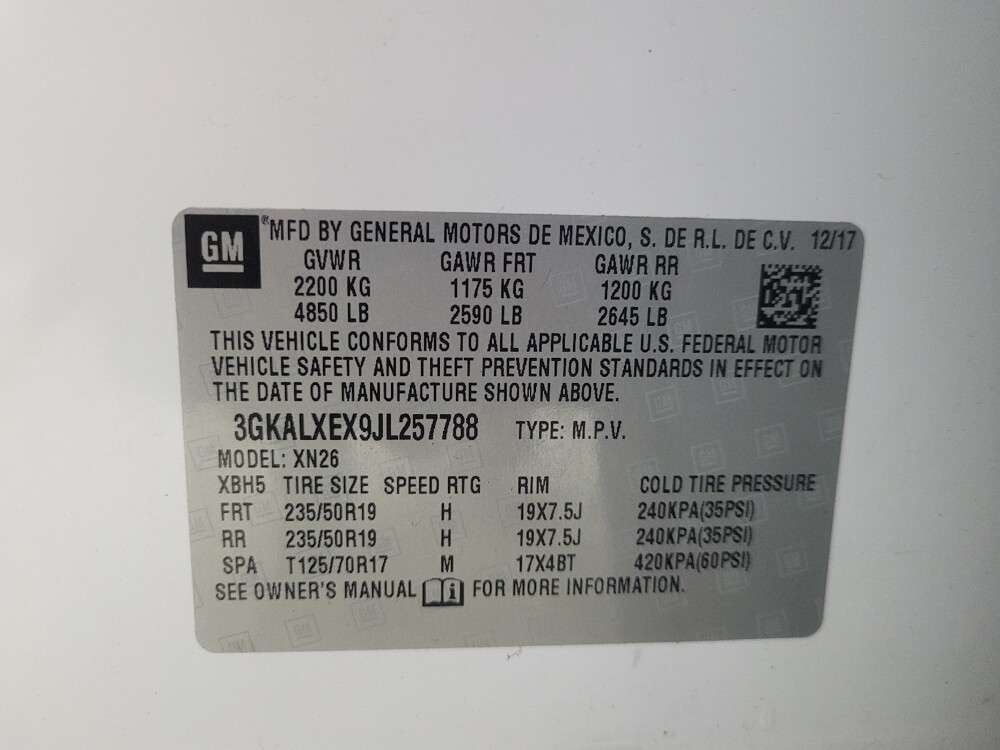 GM ® MFD BY GENERAL MOTORS DE MEXICO, S. DE R.L. DE C.V. 12/17
GVWR GAWR FRT GAWR RR
2200 KG 1175 KG 1200 KG
4850 LB 2590 LB 2645 LB
THIS VEHICLE CONFORMS TO ALL APPLICABLE U.S. FEDERAL MOTOR
VEHICLE SAFETY AND THEFT PREVENTION STANDARDS IN EFFECT ON
THE DATE OF MANUFACTURE SHOWN ABOVE.
3GKALXEX9JL257788 TYPE: M.P.V.
MODEL: XN26
XBH5 TIRE SIZE SPEED RTG RIM COLD TIRE PRESSURE
FRT 235/50R19 H 19X7.5J 240KPA(35PSI)
RR 235/50R19 H 19X7.5J 240KPA(35PSI)
SPA T125/70R17 M 17X4BT 420KPA(60PSI)
SEE OWNER'S MANUAL i FOR MORE INFORMATION.